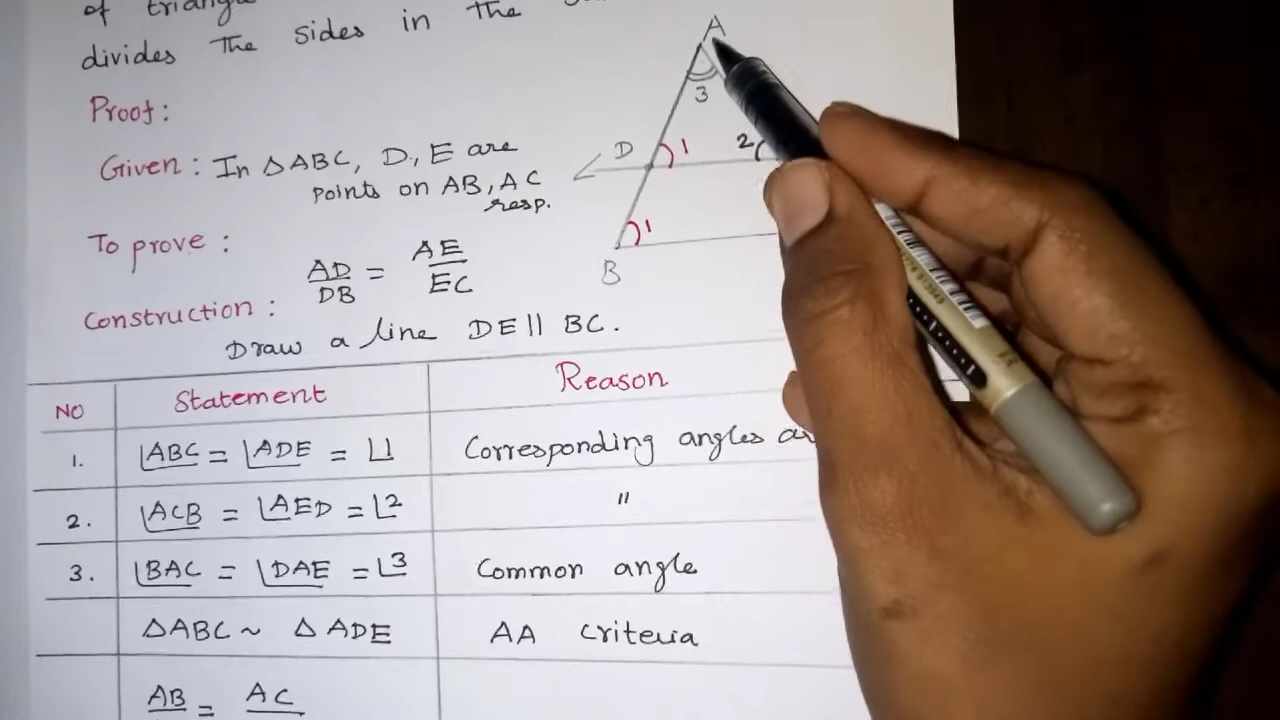 of triangle
divides the sides in the
Proof:
Given: In △ABC, D, E are
points on AB, AC
resp.
To prove:
AD/DB = AE/EC
Construction:
Draw a line DE || BC.
A
3
D 1 2
1
B
NO Statement Reason
1. ∠ABC = ∠ADE = ∠1 Corresponding angles
2. ∠ACB = ∠AED = ∠2 "
3. ∠BAC = ∠DAE = ∠3 Common angle
△ABC ~ △ADE AA criteria
AB = AC